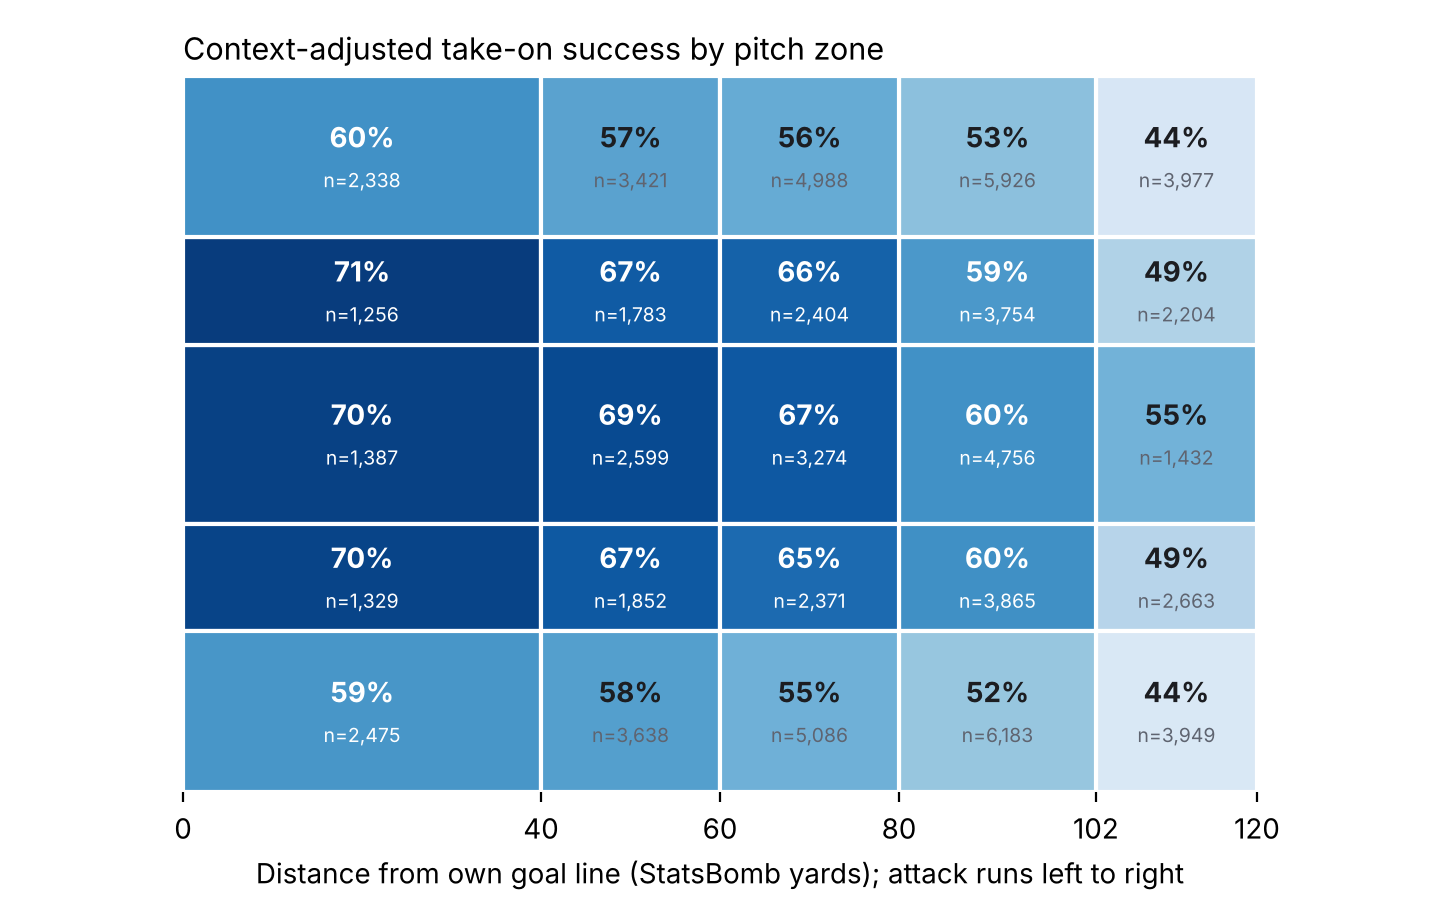 Context-adjusted take-on success by pitch zone
60% 57% 56% 53% 44%
n=2,338 n=3,421 n=4,988 n=5,926 n=3,977
71% 67% 66% 59% 49%
n=1,256 n=1,783 n=2,404 n=3,754 n=2,204
70% 69% 67% 60% 55%
n=1,387 n=2,599 n=3,274 n=4,756 n=1,432
70% 67% 65% 60% 49%
n=1,329 n=1,852 n=2,371 n=3,865 n=2,663
59% 58% 55% 52% 44%
n=2,475 n=3,638 n=5,086 n=6,183 n=3,949
0 40 60 80 102 120
Distance from own goal line (StatsBomb yards); attack runs left to right